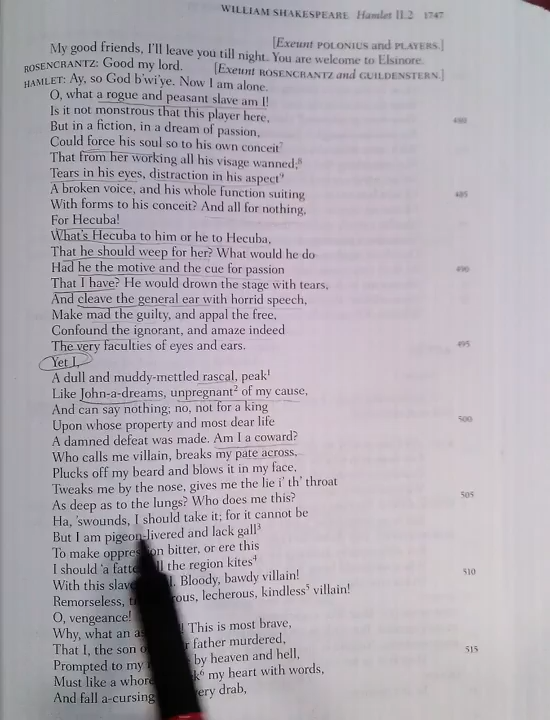 WILLIAM SHAKESPEARE Hamlet II.2 1747
[Exeunt POLONIUS and PLAYERS.]
My good friends, I'll leave you till night. You are welcome to Elsinore.
ROSENCRANTZ: Good my lord. [Exeunt ROSENCRANTZ and GUILDENSTERN.]
HAMLET: Ay, so God b'wi'ye. Now I am alone.
O, what a rogue and peasant slave am I!
Is it not monstrous that this player here, 480
But in a fiction, in a dream of passion,
Could force his soul so to his own conceit7
That from her working all his visage wanned;8
Tears in his eyes, distraction in his aspect9
A broken voice, and his whole function suiting 485
With forms to his conceit? And all for nothing,
For Hecuba!
What's Hecuba to him or he to Hecuba,
That he should weep for her? What would he do
Had he the motive and the cue for passion 490
That I have? He would drown the stage with tears,
And cleave the general ear with horrid speech,
Make mad the guilty, and appal the free,
Confound the ignorant, and amaze indeed
The very faculties of eyes and ears. 495
Yet I,
A dull and muddy-mettled rascal, peak1
Like John-a-dreams, unpregnant2 of my cause,
And can say nothing; no, not for a king
Upon whose property and most dear life 500
A damned defeat was made. Am I a coward?
Who calls me villain, breaks my pate across,
Plucks off my beard and blows it in my face,
Tweaks me by the nose, gives me the lie i' th' throat
As deep as to the lungs? Who does me this? 505
Ha, 'swounds, I should take it; for it cannot be
But I am pigeon-livered and lack gall3
To make oppression bitter, or ere this
I should 'a fatted the region kites4
With this Bloody, bawdy villain! 510
Remorseless, lecherous, kindless5 villain!
O, vengeance!
Why, what an This is most brave,
That I, the son father murdered,
Prompted to my by heaven and hell, 515
Must like a whore my heart with words,
And fall a-cursing drab,